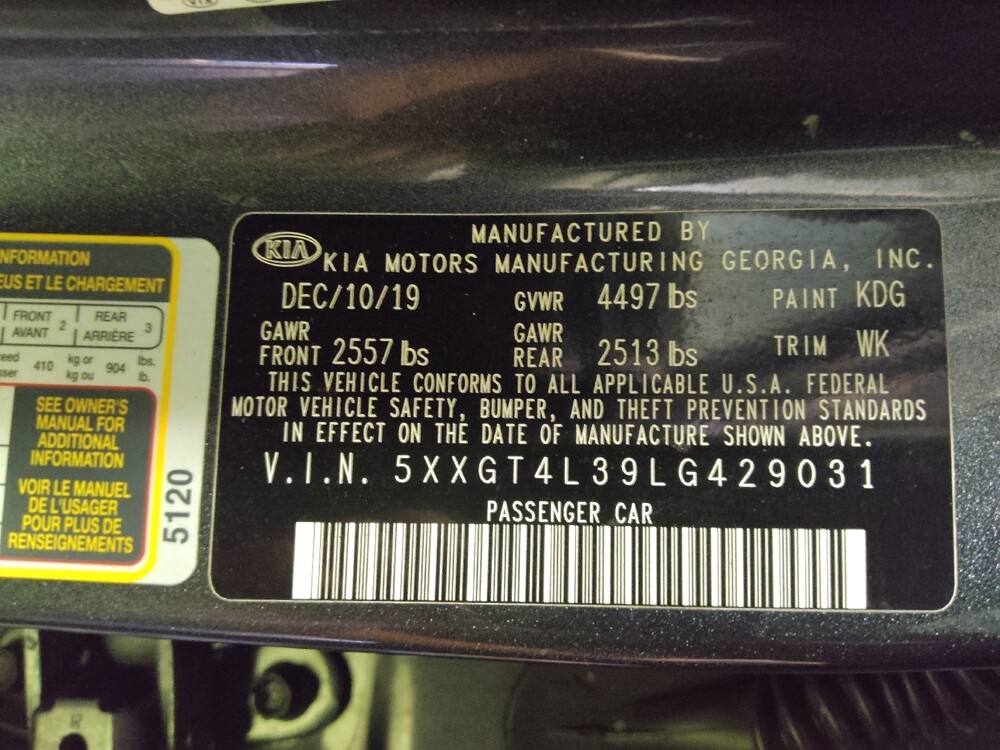 NFORMATION
EUS ET LE CHARGEMENT
FRONT
AVANT 2
REAR
ARRIÈRE 3
410 kg or
kg ou 904 lbs.
lb.
SEE OWNER'S
MANUAL FOR
ADDITIONAL
INFORMATION
VOIR LE MANUEL
DE L'USAGER
POUR PLUS DE
RENSEIGNEMENTS
5120
KIA
MANUFACTURED BY
KIA MOTORS MANUFACTURING GEORGIA, INC.
DEC/10/19 GVWR 4497 lbs PAINT KDG
GAWR
FRONT 2557 lbs GAWR
REAR 2513 lbs TRIM WK
THIS VEHICLE CONFORMS TO ALL APPLICABLE U.S.A. FEDERAL
MOTOR VEHICLE SAFETY, BUMPER, AND THEFT PREVENTION STANDARDS
IN EFFECT ON THE DATE OF MANUFACTURE SHOWN ABOVE.
V.I.N. 5XXGT4L39LG429031
PASSENGER CAR